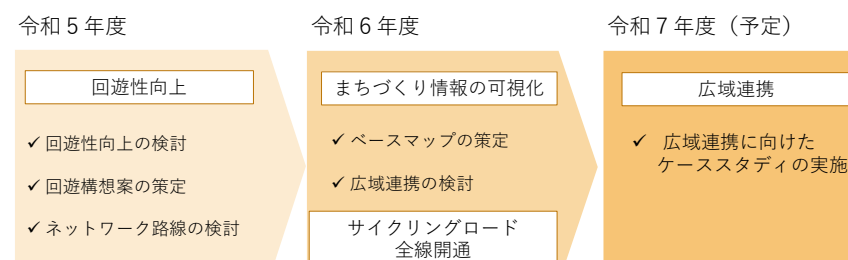 令和5年度
回遊性向上
✓回遊性向上の検討
✓回遊構想案の策定
✓ネットワーク路線の検討
令和6年度
まちづくり情報の可視化
✓ベースマップの策定
✓広域連携の検討
サイクリングロード
全線開通
令和7年度（予定）
広域連携
✓ 広域連携に向けた
ケーススタディの実施